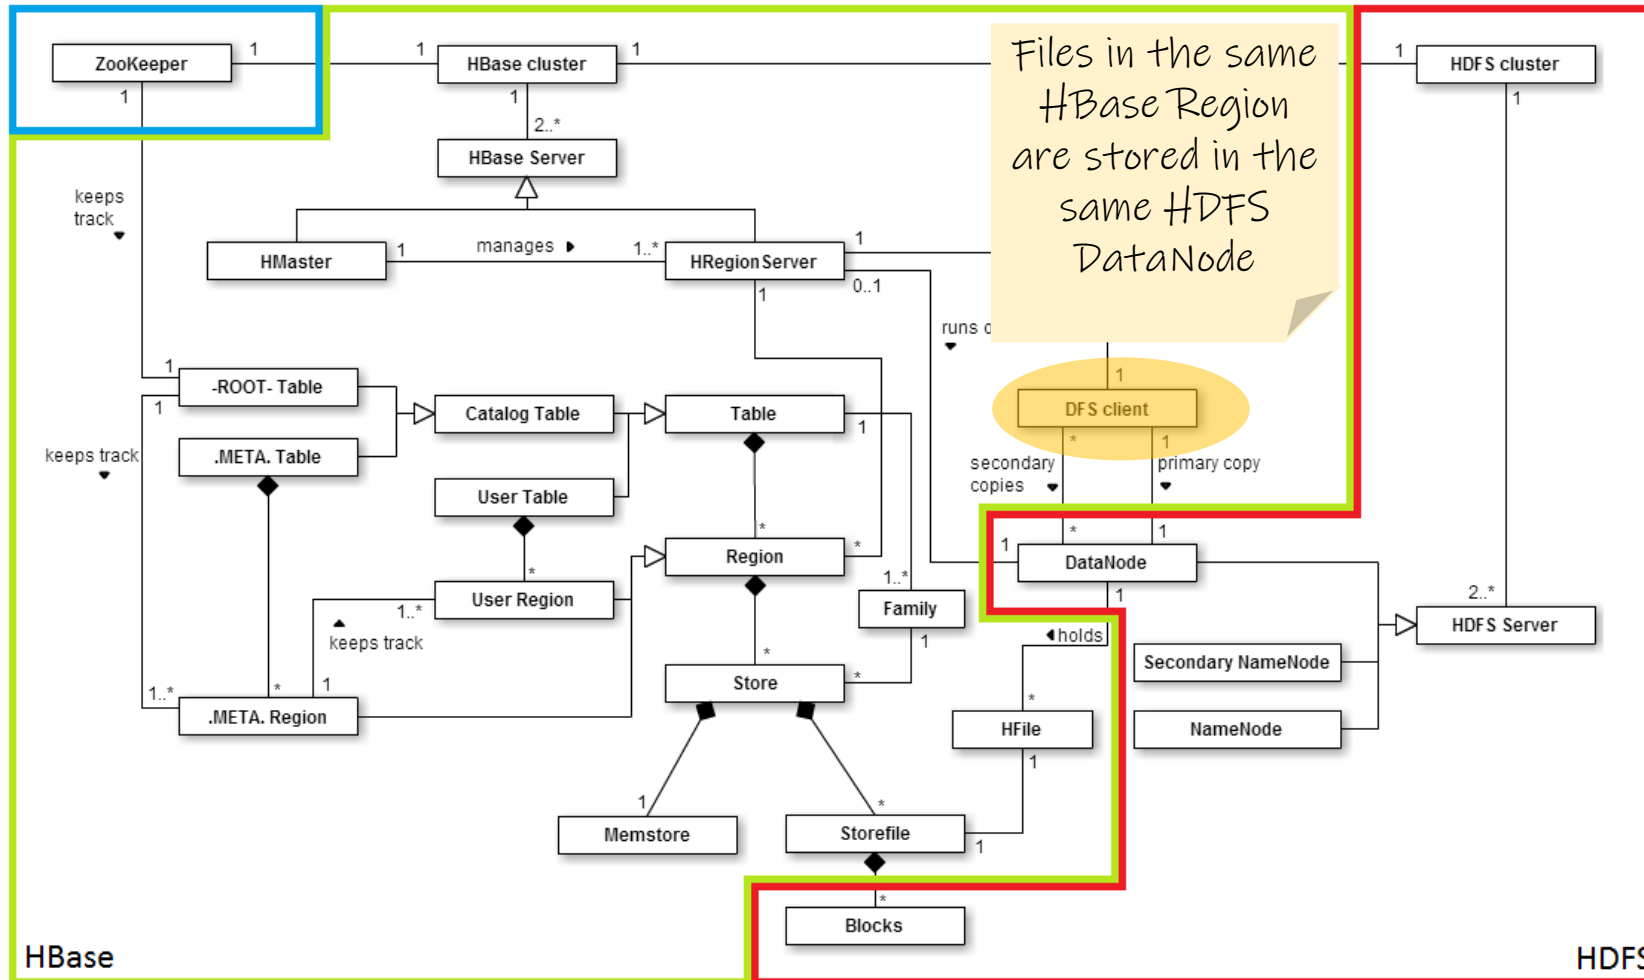 ZooKeeper
1
1
HBase cluster
1
1
HDFS cluster
1
1
1
2..*
HBase Server
Files in the same
HBase Region
are stored in the
same HDFS
DataNode
keeps
track
HMaster
1
manages
1..*
HRegionServer
1
0..1
1
runs o
1
-ROOT- Table
1
Catalog Table
Table
1
1
DFS client
*
1
keeps track
.META. Table
User Table
secondary
copies
primary copy
*
*
1
Region
*
1
DataNode
1
*
User Region
1..*
keeps track
1..*
Family
1
holds
2..*
HDFS Server
Secondary NameNode
NameNode
1..*
*
1
.META. Region
*
Store
*
*
HFile
1
1
Memstore
*
Storefile
1
*
Blocks
HBase
HDFS